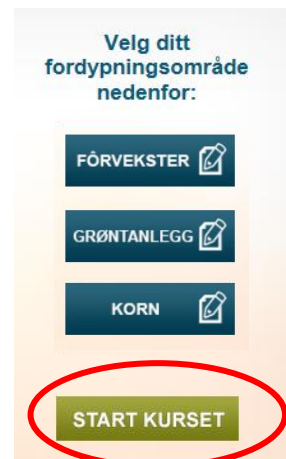 Velg ditt
fordypningsområde
nedenfor:
FÔRVEKSTER
GRØNTANLEGG
KORN
START KURSET